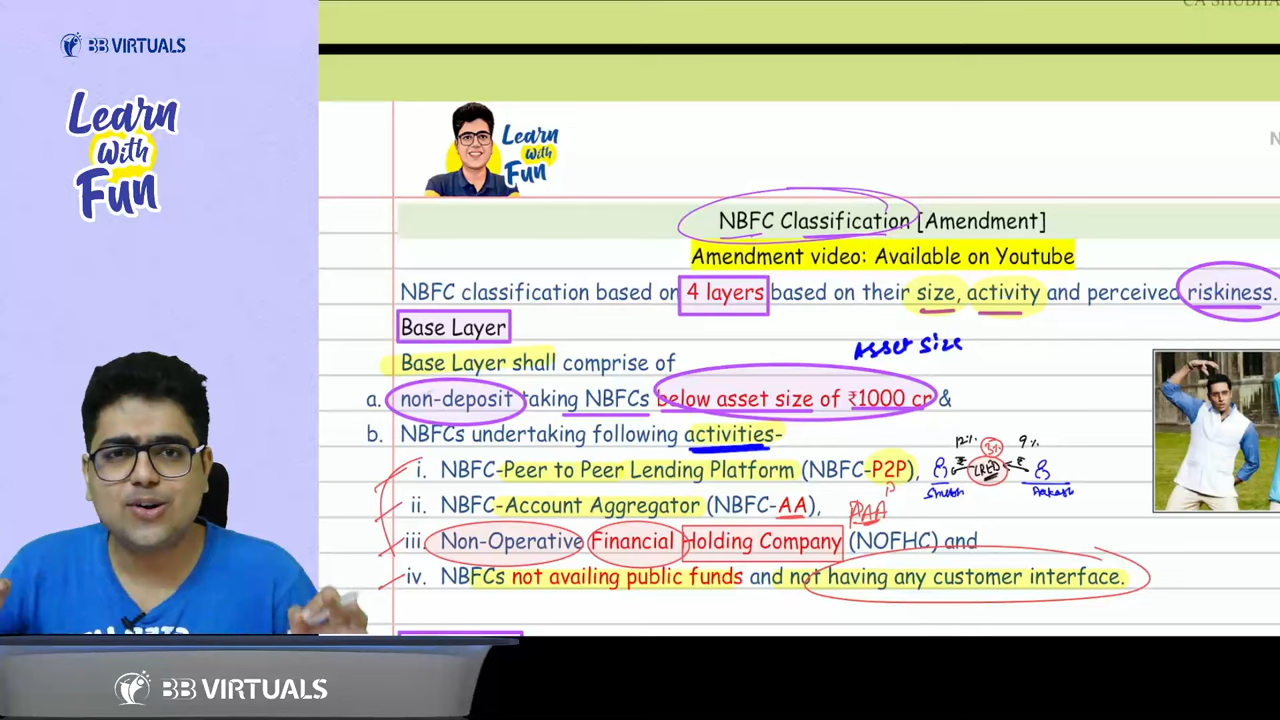 BB VIRTUALS
Learn
with
Fun
Learn
with
Fun
NBFC Classification [Amendment]
Amendment video: Available on Youtube
NBFC classification based on 4 layers based on their size, activity and perceived riskiness.
Base Layer
Base Layer shall comprise of
Asset Size
a. non-deposit taking NBFCs below asset size of ₹1000 cr &
b. NBFCs undertaking following activities-
12% 3% 9%
i. NBFC-Peer to Peer Lending Platform (NBFC-P2P),
CRED
Shubh Aakash
ii. NBFC-Account Aggregator (NBFC-AA),
AAA
iii. Non-Operative Financial Holding Company (NOFHC) and
iv. NBFCs not availing public funds and not having any customer interface.
BB VIRTUALS